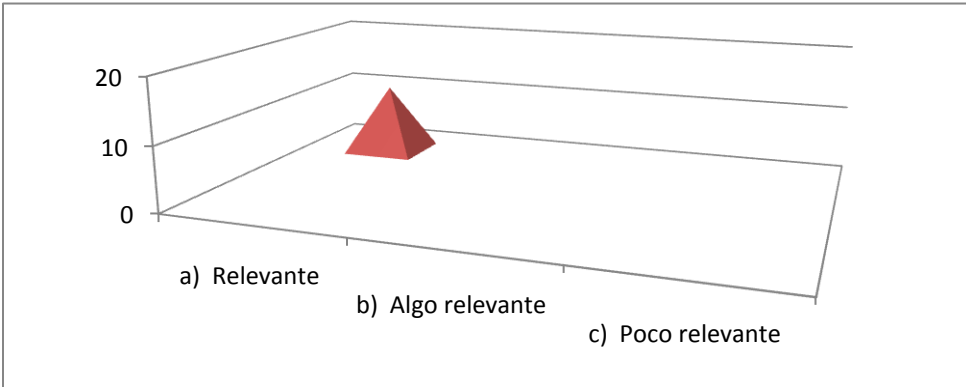 20
10
0
a) Relevante
b) Algo relevante
c) Poco relevante